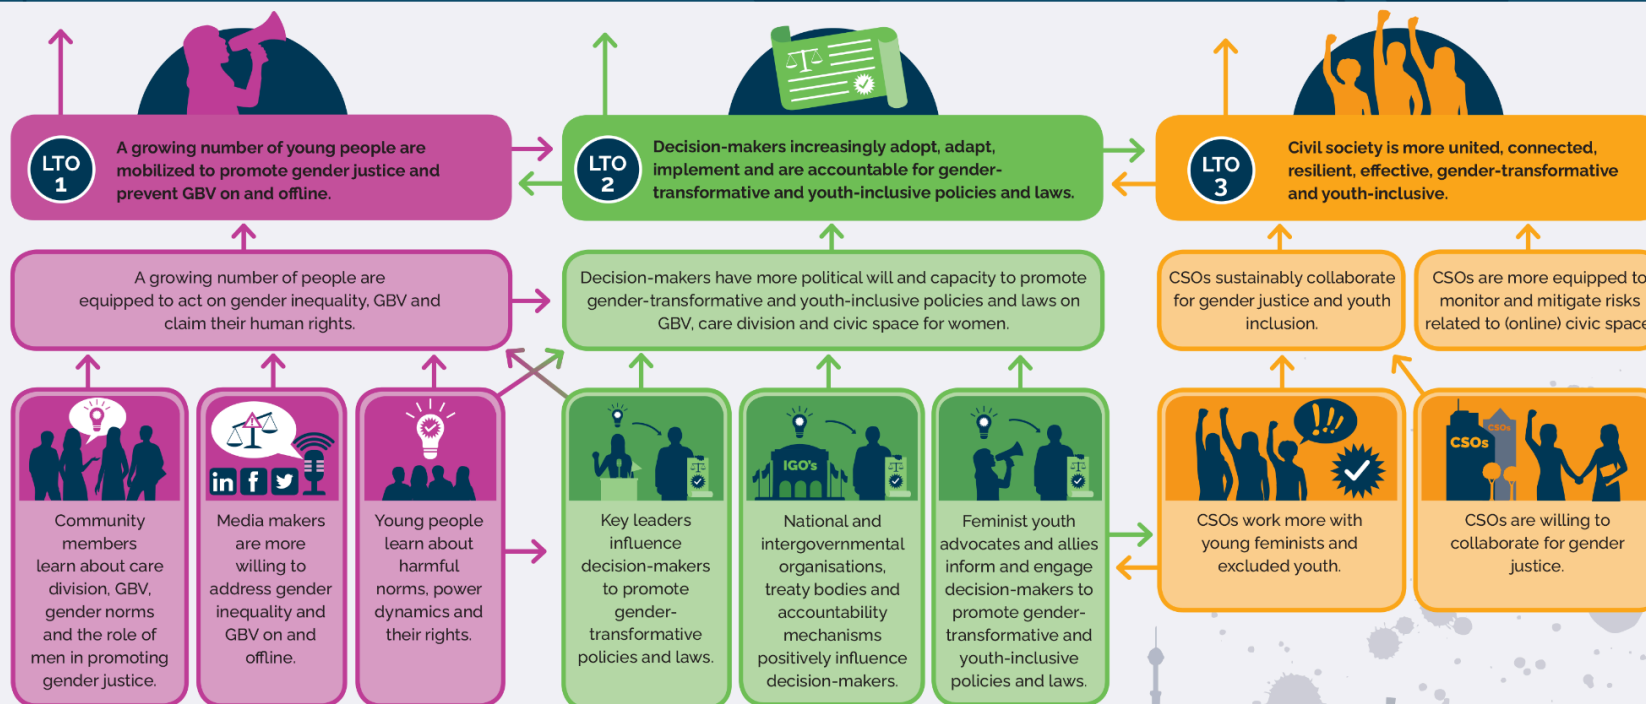 LTO
1
A growing number of young people are
mobilized to promote gender justice and
prevent GBV on and offline.
LTO
2
Decision-makers increasingly adopt, adapt,
implement and are accountable for gender-
transformative and youth-inclusive policies and laws.
LTO
3
Civil society is more united, connected,
resilient, effective, gender-transformative
and youth-inclusive.
A growing number of people are
equipped to act on gender inequality, GBV and
claim their human rights.
Decision-makers have more political will and capacity to promote
gender-transformative and youth-inclusive policies and laws on
GBV, care division and civic space for women.
CSOs sustainably collaborate
for gender justice and youth
inclusion.
CSOs are more equipped to
monitor and mitigate risks
related to (online) civic space
Community
members
learn about care
division, GBV,
gender norms
and the role of
men in promoting
gender justice.
in f
Media makers
are more
willing to
address gender
inequality and
GBV on and
offline.
Young people
learn about
harmful
norms, power
dynamics and
their rights.
Key leaders
influence
decision-makers
to promote
gender-
transformative
policies and laws.
IGO's
National and
intergovernmental
organisations,
treaty bodies and
accountability
mechanisms
positively influence
decision-makers.
Feminist youth
advocates and allies
inform and engage
decision-makers to
promote gender-
transformative and
youth-inclusive
policies and laws.
!!!
CSOs work more with
young feminists and
excluded youth.
CSOs
CSOs
CSOs are willing to
collaborate for gender
justice.